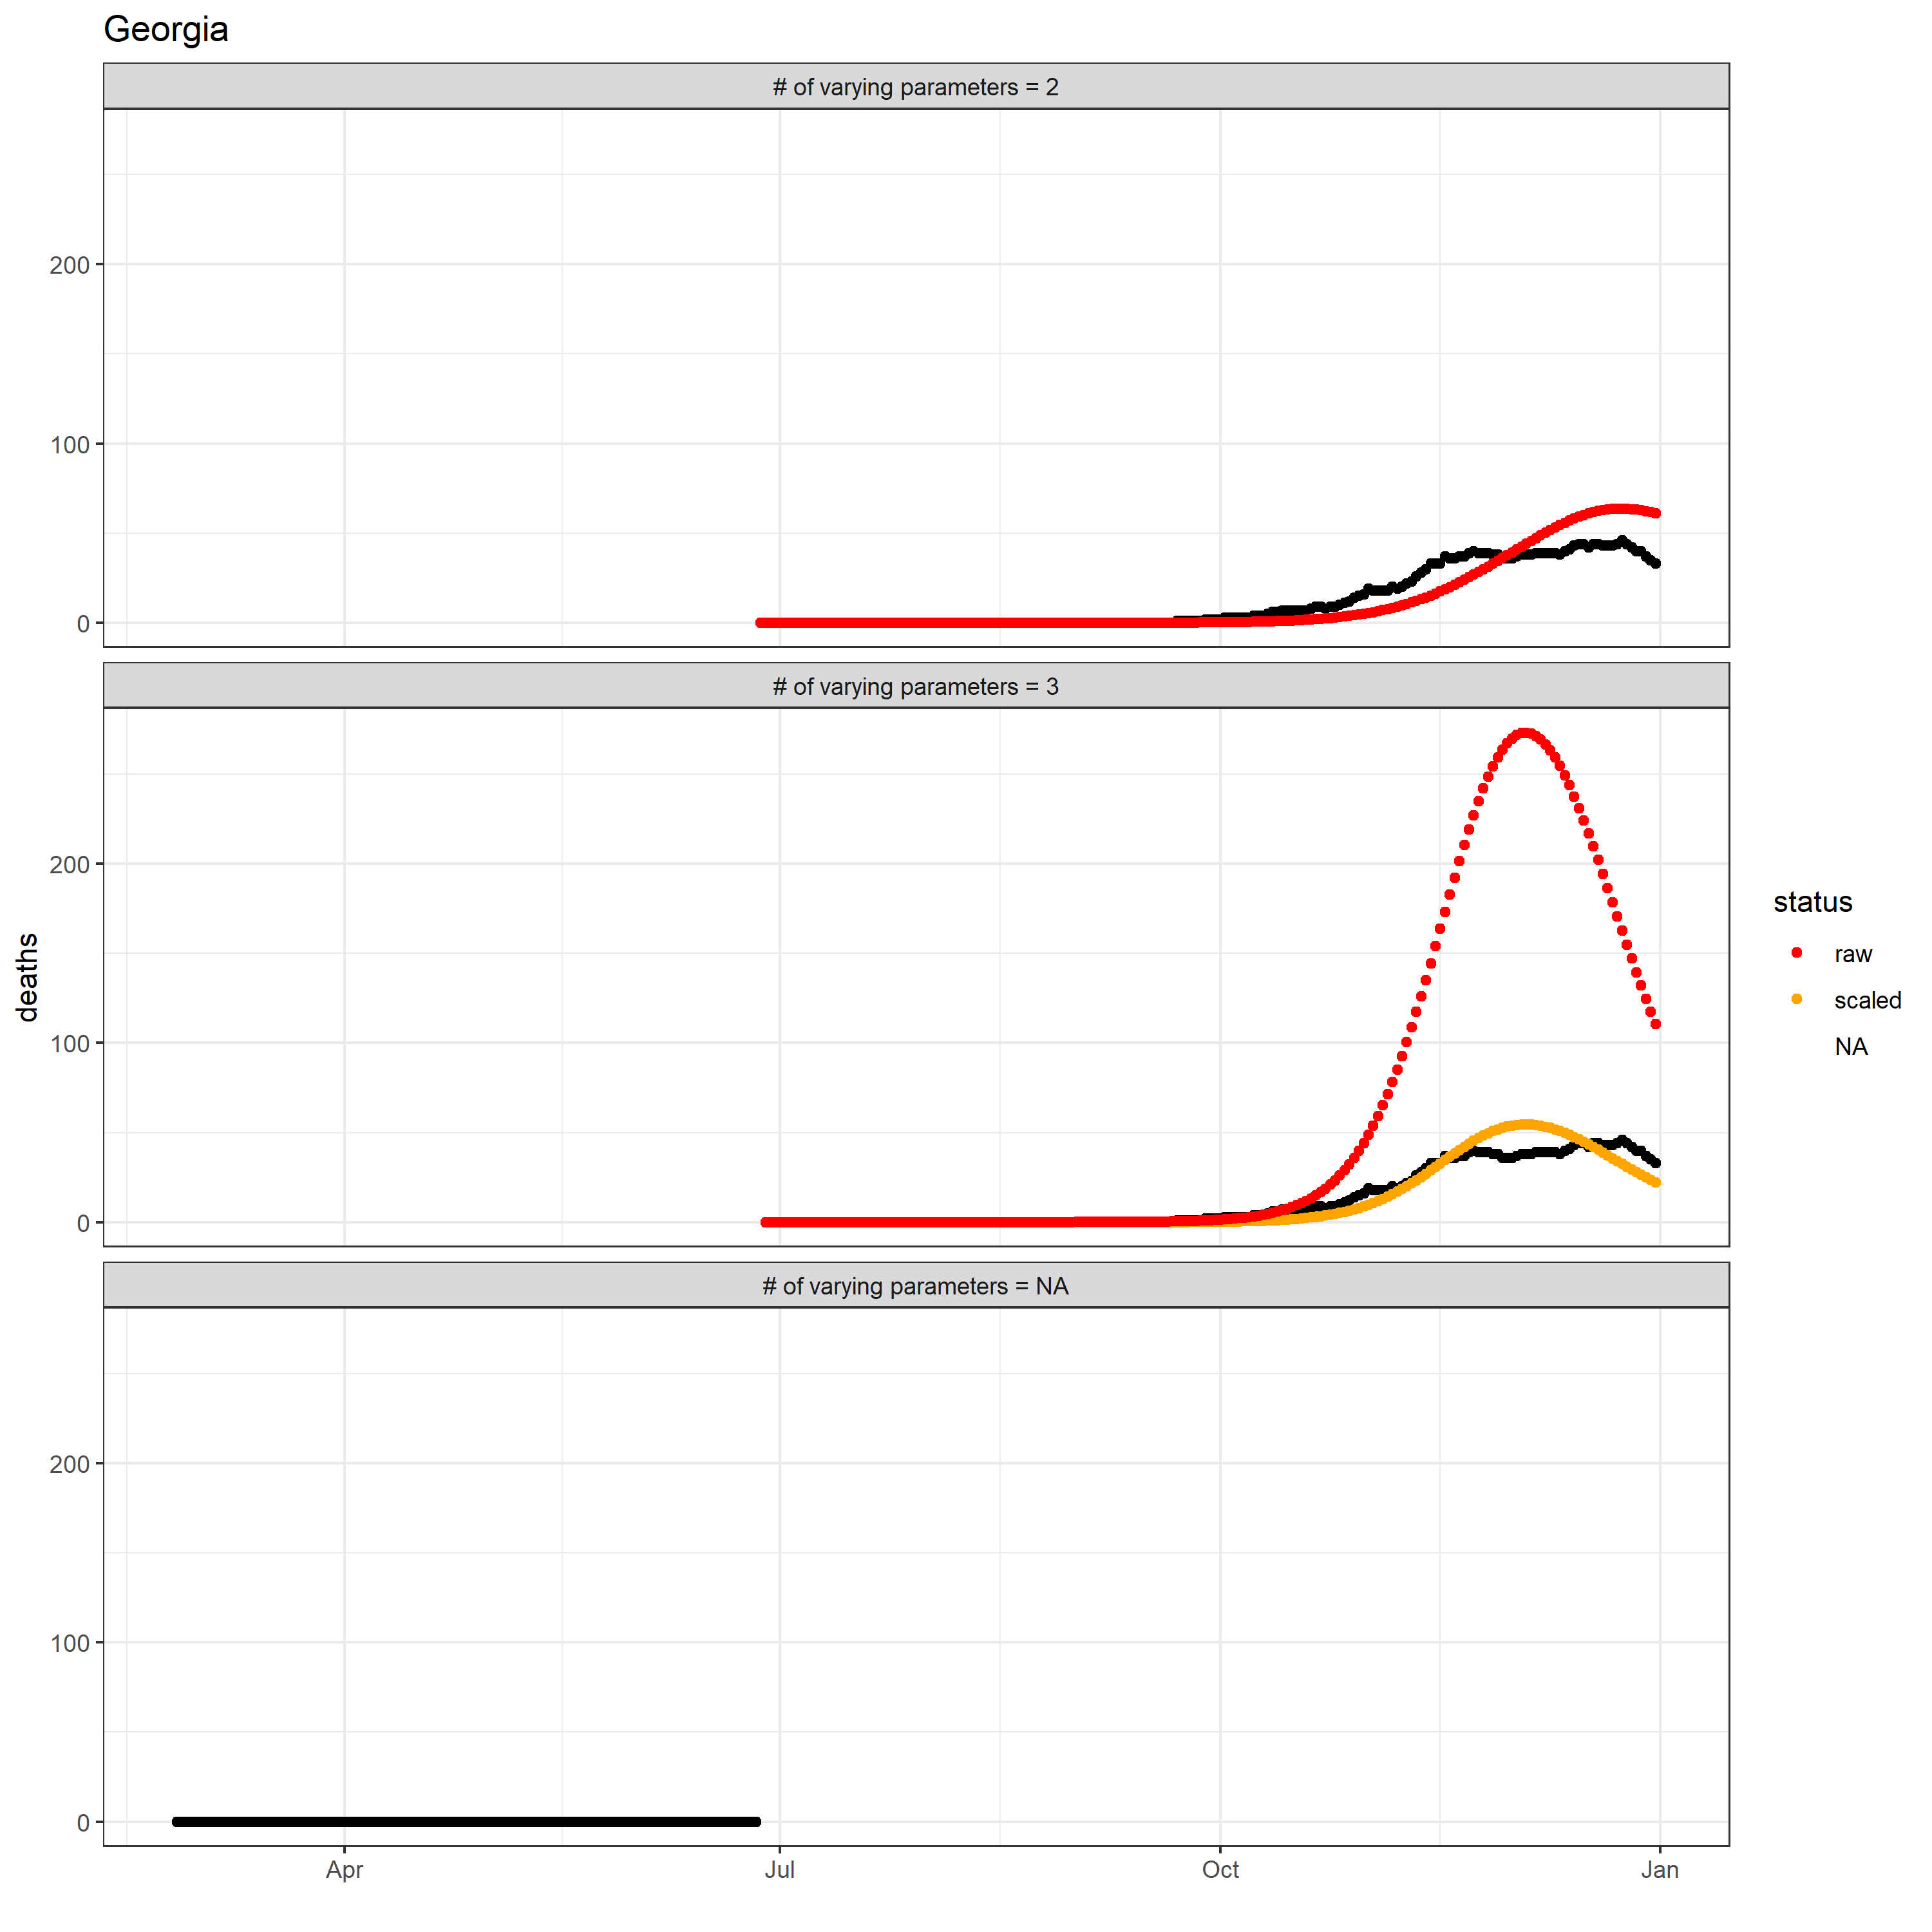 Georgia
# of varying parameters = 2
200
100
0
# of varying parameters = 3
200
100
0
deaths
status
raw
scaled
NA
# of varying parameters = NA
200
100
0
Apr Jul Oct Jan